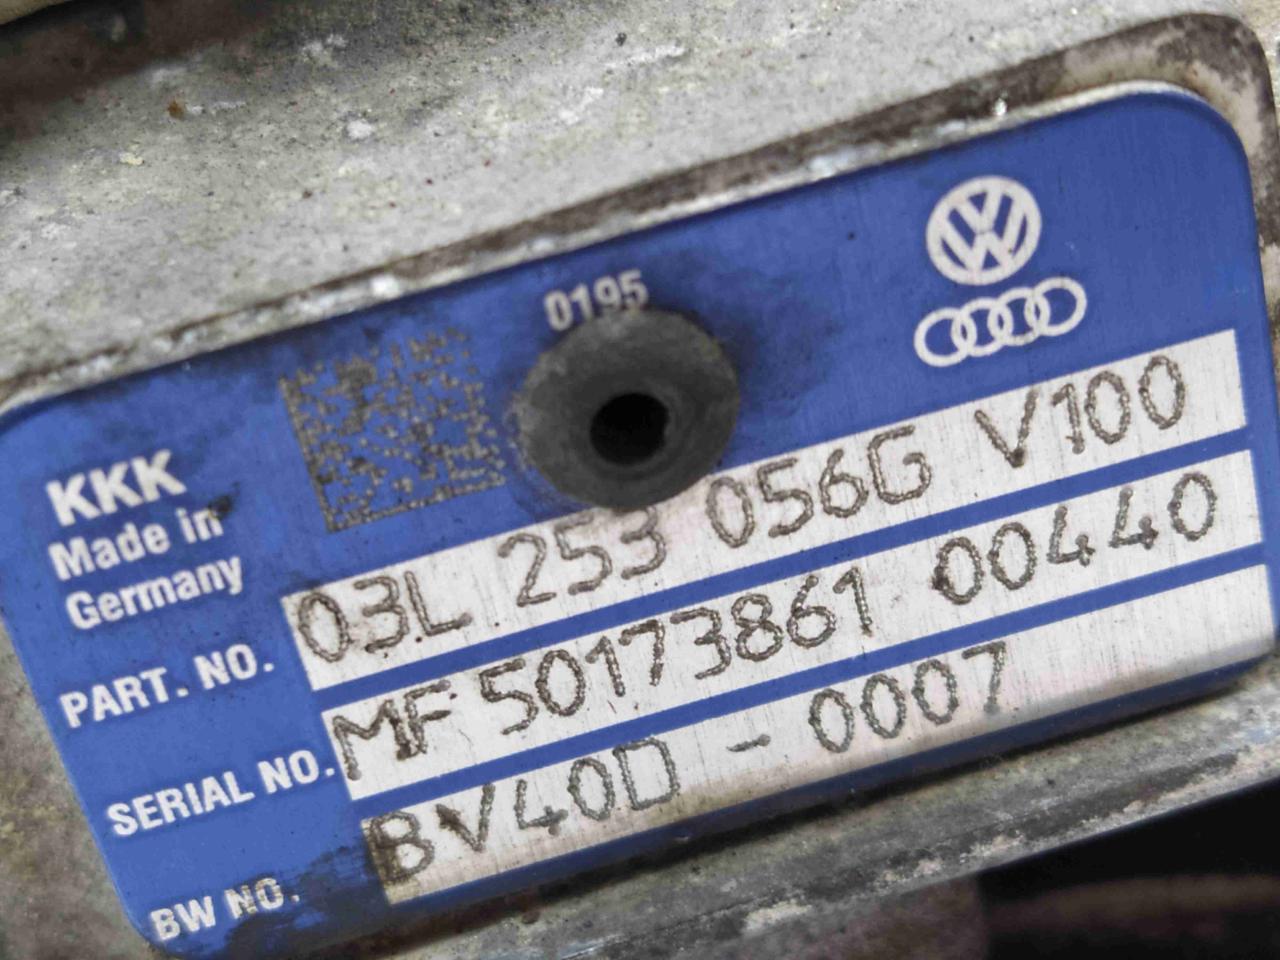 0195
KKK
Made in
Germany
PART. NO. 03L 253 056G V100
SERIAL NO. MF 50173861 00440
BW NO. BV40D - 0007